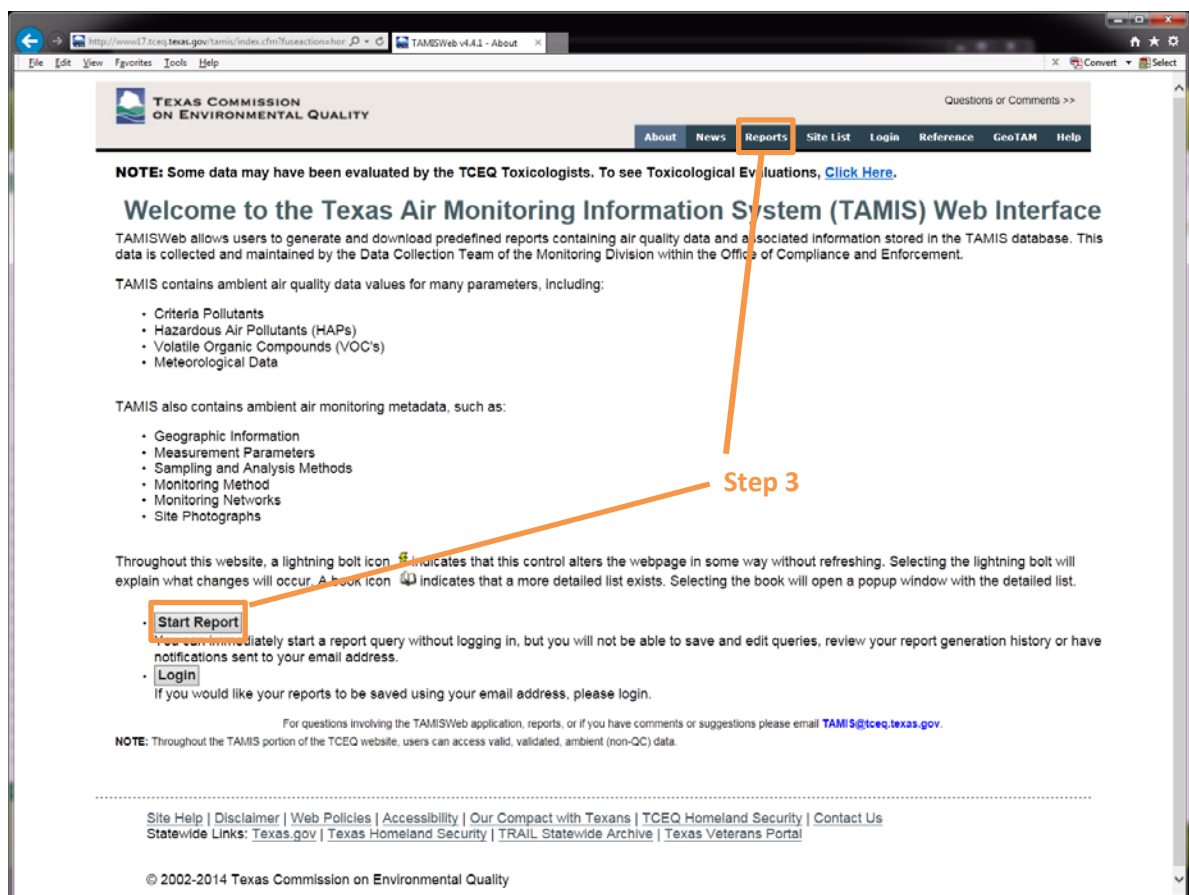 http://www17.tceq.texas.gov/tamis/index.cfm?fuseaction=hor
TAMISWeb v4.4.1 - About
File Edit View Favorites Tools Help
Convert Select
TEXAS COMMISSION
ON ENVIRONMENTAL QUALITY
Questions or Comments >>
About News Reports Site List Login Reference GeoTAM Help
NOTE: Some data may have been evaluated by the TCEQ Toxicologists. To see Toxicological Evaluations, Click Here.
Welcome to the Texas Air Monitoring Information System (TAMIS) Web Interface
TAMISWeb allows users to generate and download predefined reports containing air quality data and associated information stored in the TAMIS database. This
data is collected and maintained by the Data Collection Team of the Monitoring Division within the Office of Compliance and Enforcement.
TAMIS contains ambient air quality data values for many parameters, including:
• Criteria Pollutants
• Hazardous Air Pollutants (HAPs)
• Volatile Organic Compounds (VOC's)
• Meteorological Data
TAMIS also contains ambient air monitoring metadata, such as:
• Geographic Information
• Measurement Parameters
• Sampling and Analysis Methods
• Monitoring Method
• Monitoring Networks
• Site Photographs
Step 3
Throughout this website, a lightning bolt icon indicates that this control alters the webpage in some way without refreshing. Selecting the lightning bolt will
explain what changes will occur. A book icon indicates that a more detailed list exists. Selecting the book will open a popup window with the detailed list.
• Start Report
You can immediately start a report query without logging in, but you will not be able to save and edit queries, review your report generation history or have
notifications sent to your email address.
• Login
If you would like your reports to be saved using your email address, please login.
For questions involving the TAMISWeb application, reports, or if you have comments or suggestions please email TAMIS@tceq.texas.gov.
NOTE: Throughout the TAMIS portion of the TCEQ website, users can access valid, validated, ambient (non-QC) data.
Site Help | Disclaimer | Web Policies | Accessibility | Our Compact with Texans | TCEQ Homeland Security | Contact Us
Statewide Links: Texas.gov | Texas Homeland Security | TRAIL Statewide Archive | Texas Veterans Portal
© 2002-2014 Texas Commission on Environmental Quality